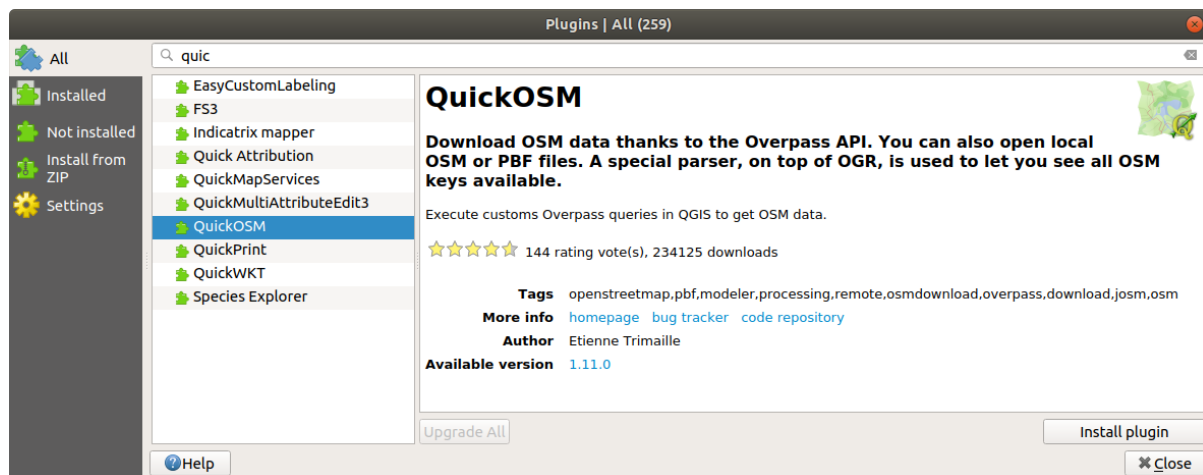 Plugins | All (259)
All
Installed
Not installed
Install from
ZIP
Settings
quic
EasyCustomLabeling
FS3
Indicatrix mapper
Quick Attribution
QuickMapServices
QuickMultiAttributeEdit3
QuickOSM
QuickPrint
QuickWKT
Species Explorer
QuickOSM
Download OSM data thanks to the Overpass API. You can also open local
OSM or PBF files. A special parser, on top of OGR, is used to let you see all OSM
keys available.
Execute customs Overpass queries in QGIS to get OSM data.
144 rating vote(s), 234125 downloads
Tags openstreetmap,pbf,modeler,processing,remote,osmdownload,overpass,download,josm,osm
More info homepage bug tracker code repository
Author Etienne Trimaille
Available version 1.11.0
Upgrade All Install plugin
Help Close